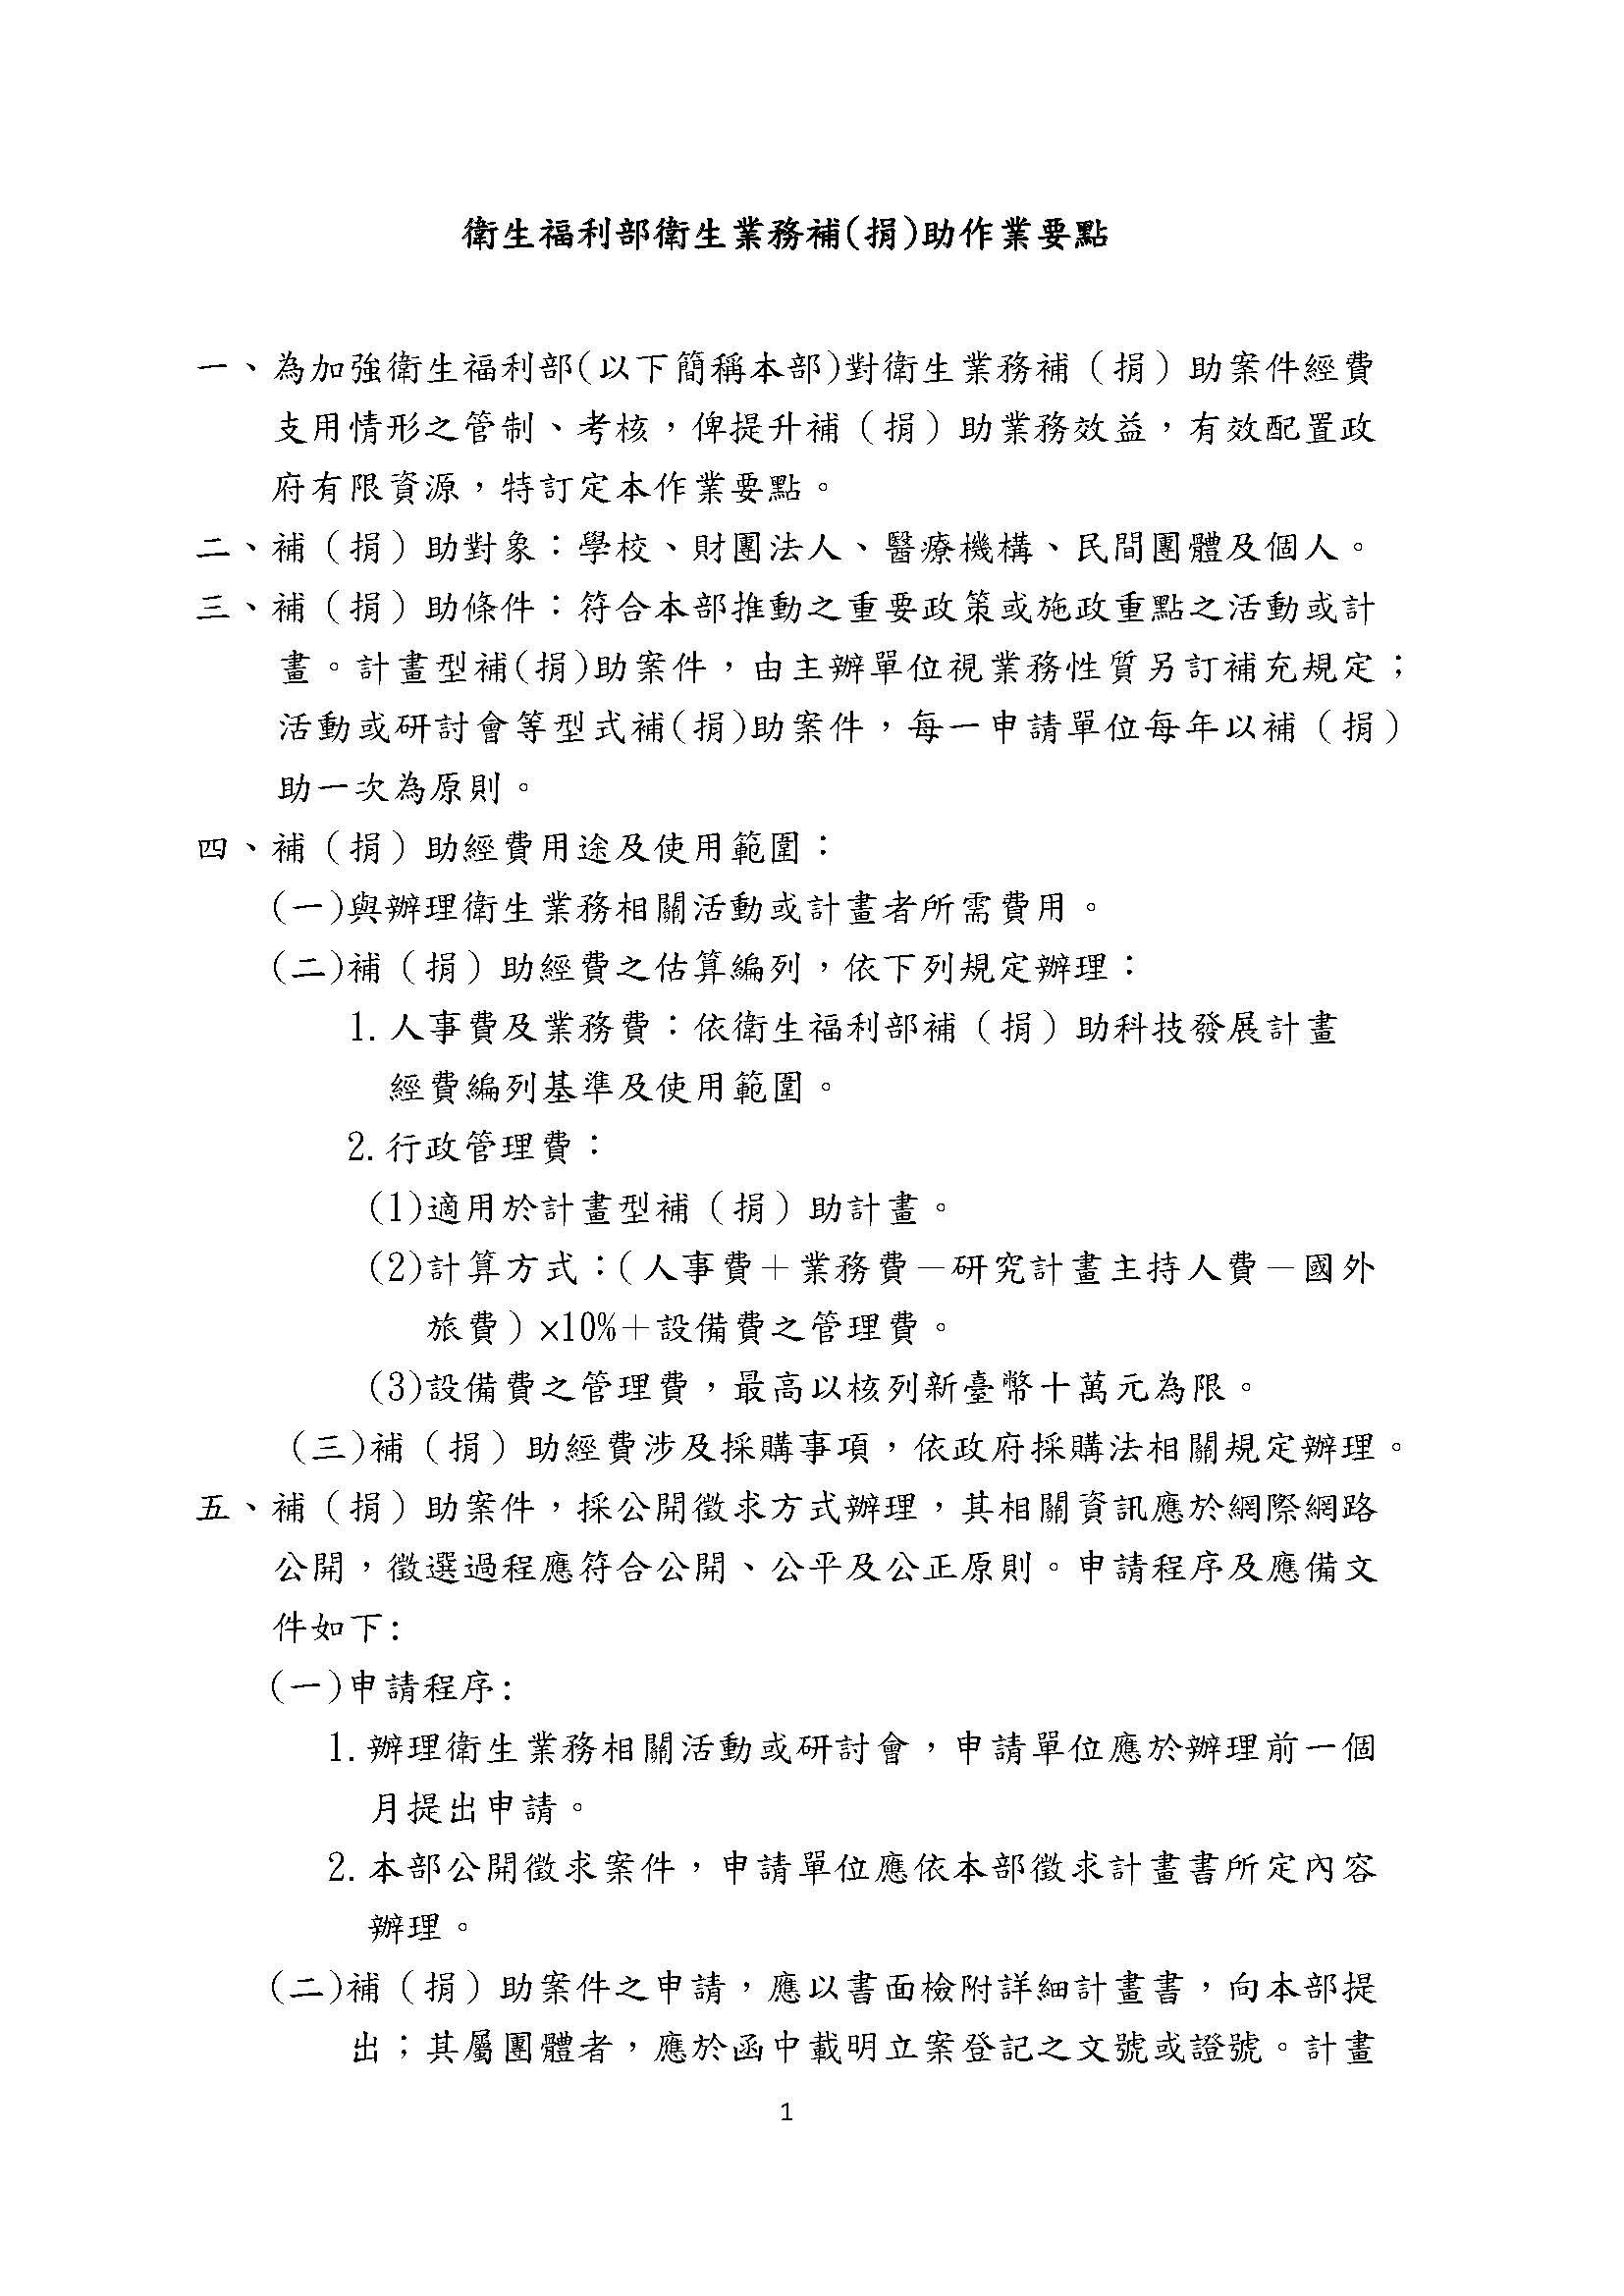 衛生福利部衛生業務補(捐)助作業要點
一、為加強衛生福利部(以下簡稱本部)對衛生業務補（捐）助案件經費
支用情形之管制、考核，俾提升補（捐）助業務效益，有效配置政
府有限資源，特訂定本作業要點。
二、補（捐）助對象：學校、財團法人、醫療機構、民間團體及個人。
三、補（捐）助條件：符合本部推動之重要政策或施政重點之活動或計
畫。計畫型補(捐)助案件，由主辦單位視業務性質另訂補充規定；
活動或研討會等型式補(捐)助案件，每一申請單位每年以補（捐）
助一次為原則。
四、補（捐）助經費用途及使用範圍：
(一)與辦理衛生業務相關活動或計畫者所需費用。
(二)補（捐）助經費之估算編列，依下列規定辦理：
1.人事費及業務費：依衛生福利部補（捐）助科技發展計畫
經費編列基準及使用範圍。
2.行政管理費：
(1)適用於計畫型補（捐）助計畫。
(2)計算方式：(人事費＋業務費－研究計畫主持人費－國外
旅費）×10%＋設備費之管理費。
(3)設備費之管理費，最高以核列新臺幣十萬元為限。
(三)補（捐）助經費涉及採購事項，依政府採購法相關規定辦理。
五、補（捐）助案件，採公開徵求方式辦理，其相關資訊應於網際網路
公開，徵選過程應符合公開、公平及公正原則。申請程序及應備文
件如下:
(一)申請程序:
1.辦理衛生業務相關活動或研討會，申請單位應於辦理前一個
月提出申請。
2.本部公開徵求案件，申請單位應依本部徵求計畫書所定內容
辦理。
(二)補（捐）助案件之申請，應以書面檢附詳細計畫書，向本部提
出；其屬團體者，應於函中載明立案登記之文號或證號。計畫
1